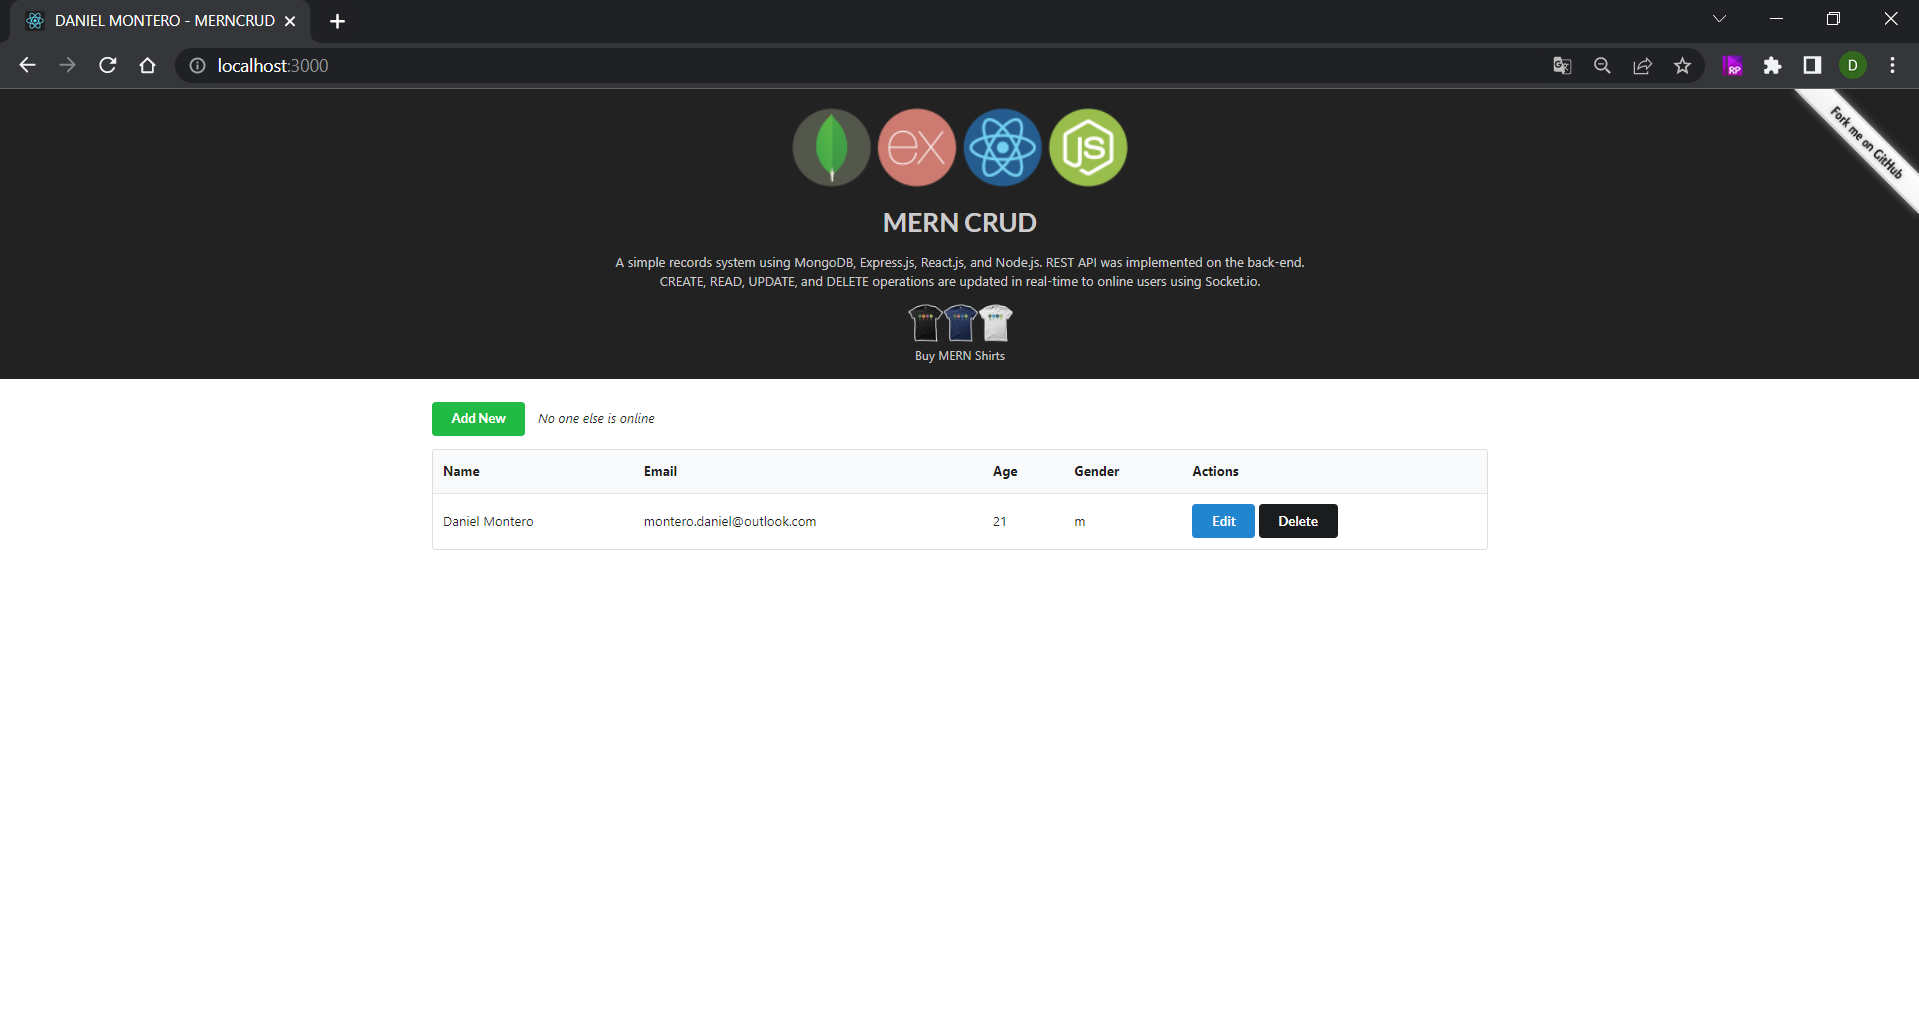 DANIEL MONTERO - MERNCRUD
localhost:3000
RP
D
Fork me on GitHub
ex
JS
MERN CRUD
A simple records system using MongoDB, Express.js, React.js, and Node.js. REST API was implemented on the back-end.
CREATE, READ, UPDATE, and DELETE operations are updated in real-time to online users using Socket.io.
Buy MERN Shirts
Add New No one else is online
Name Email Age Gender Actions
Daniel Montero montero.daniel@outlook.com 21 m Edit Delete